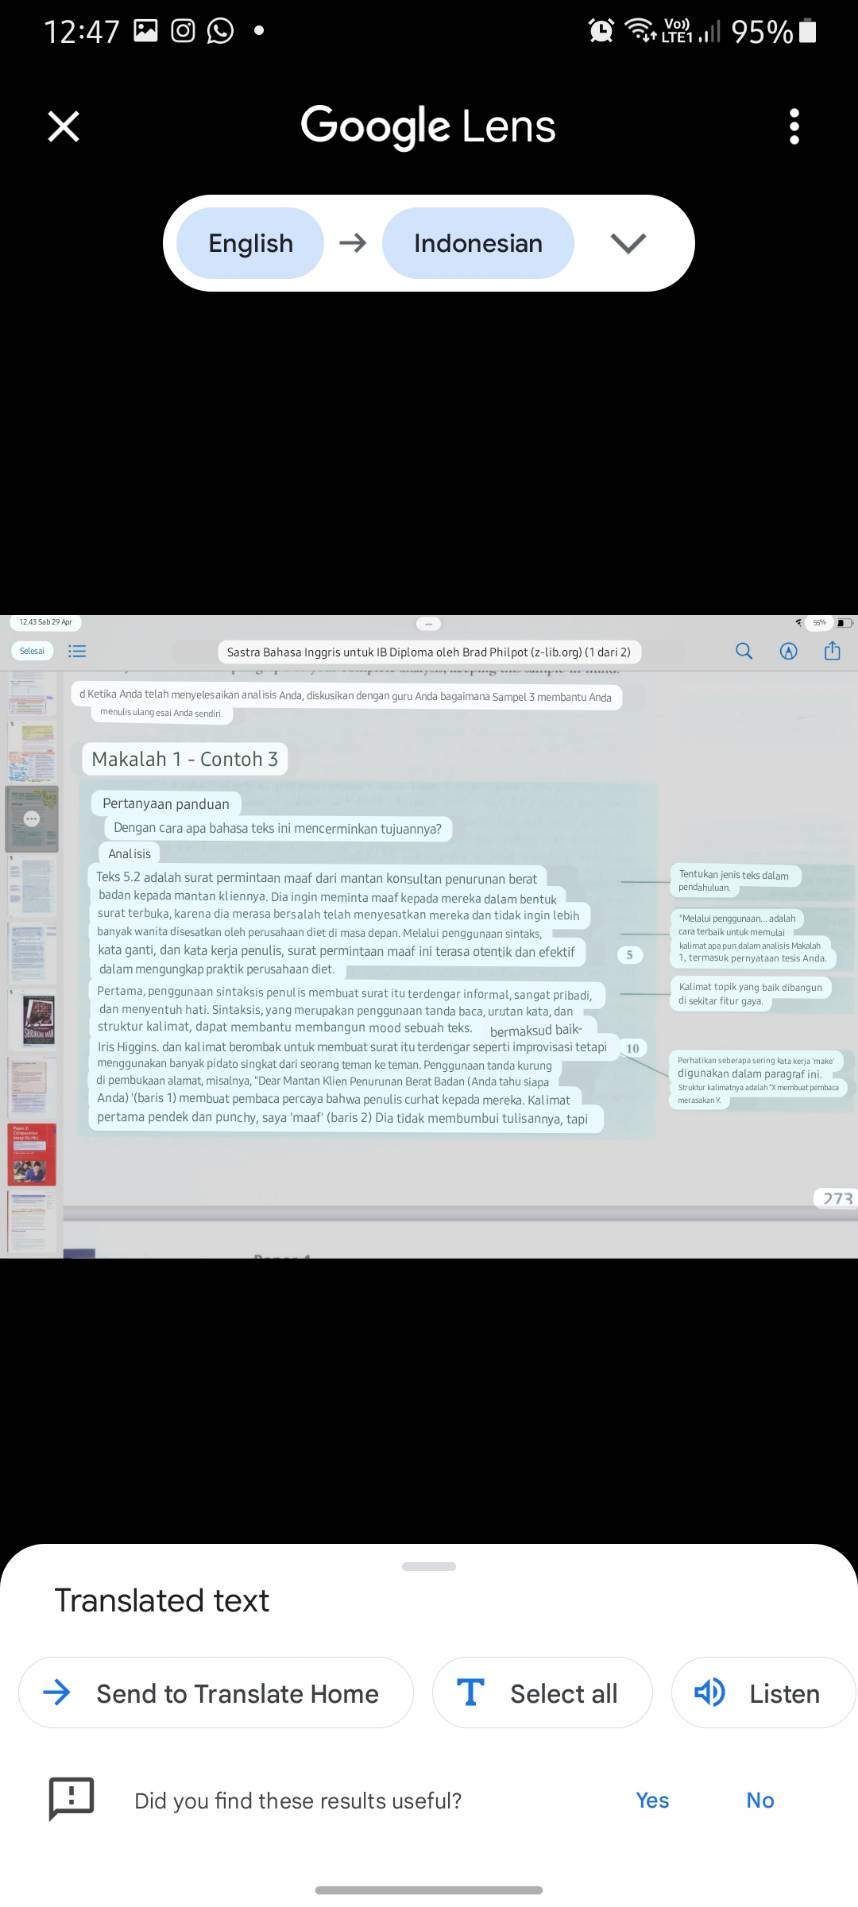 12:47
Vo))
LTE1
95%
Google Lens
English
Indonesian
12.43 Sab 29 Apr
55%
Selesai
Sastra Bahasa Inggris untuk IB Diploma oleh Brad Philpot (z-lib.org) (1 dari 2)
d Ketika Anda telah menyelesaikan analisis Anda, diskusikan dengan guru Anda bagaimana Sampel 3 membantu Anda
menulis ulang esai Anda sendiri.
Makalah 1 - Contoh 3
Pertanyaan panduan
Dengan cara apa bahasa teks ini mencerminkan tujuannya?
Analisis
Teks 5.2 adalah surat permintaan maaf dari mantan konsultan penurunan berat
badan kepada mantan kliennya. Dia ingin meminta maaf kepada mereka dalam bentuk
surat terbuka, karena dia merasa bersalah telah menyesatkan mereka dan tidak ingin lebih
banyak wanita disesatkan oleh perusahaan diet di masa depan. Melalui penggunaan sintaks,
kata ganti, dan kata kerja penulis, surat permintaan maaf ini terasa otentik dan efektif
5
dalam mengungkap praktik perusahaan diet.
Pertama, penggunaan sintaksis penulis membuat surat itu terdengar informal, sangat pribadi,
dan menyentuh hati. Sintaksis, yang merupakan penggunaan tanda baca, urutan kata, dan
struktur kalimat, dapat membantu membangun mood sebuah teks. bermaksud baik-
Iris Higgins. dan kalimat berombak untuk membuat surat itu terdengar seperti improvisasi tetapi
10
menggunakan banyak pidato singkat dari seorang teman ke teman. Penggunaan tanda kurung
di pembukaan alamat, misalnya, "Dear Mantan Klien Penurunan Berat Badan (Anda tahu siapa
Anda) '(baris 1) membuat pembaca percaya bahwa penulis curhat kepada mereka. Kalimat
pertama pendek dan punchy, saya 'maaf' (baris 2) Dia tidak membumbui tulisannya, tapi
Tentukan jenis teks dalam
pendahuluan.
"Melalui penggunaan... adalah
cara terbaik untuk memulai
kalimat apa pun dalam analisis Makalah
1, termasuk pernyataan tesis Anda.
Kalimat topik yang baik dibangun
di sekitar fitur gaya.
Perhatikan seberapa sering kata kerja 'make'
digunakan dalam paragraf ini.
Struktur kalimatnya adalah "X membuat pembaca
merasakan Y.
273
Translated text
Send to Translate Home
Select all
Listen
Did you find these results useful?
Yes
No